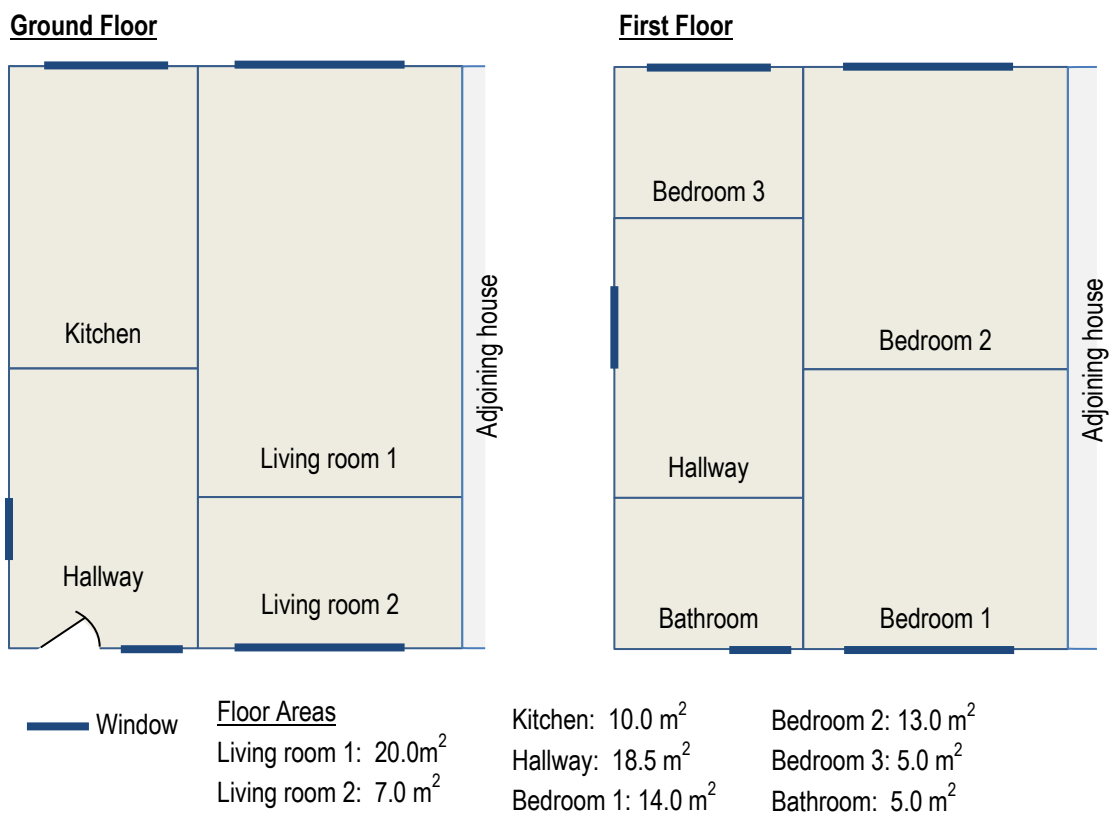 Ground Floor
First Floor
Bedroom 3
Kitchen
Bedroom 2
Adjoining house
Adjoining house
Living room 1
Hallway
Hallway
Living room 2
Bathroom
Bedroom 1
Window
Floor Areas
Living room 1: 20.0m²
Living room 2: 7.0 m²
Kitchen: 10.0 m²
Hallway: 18.5 m²
Bedroom 1: 14.0 m²
Bedroom 2: 13.0 m²
Bedroom 3: 5.0 m²
Bathroom: 5.0 m²